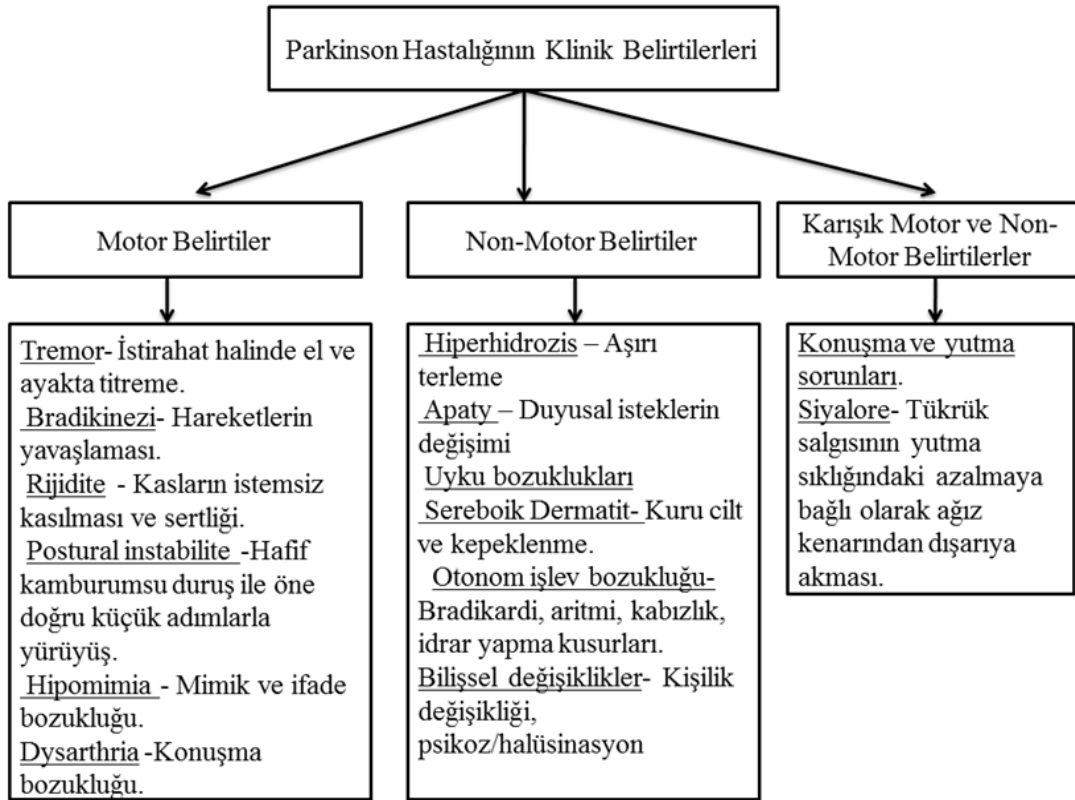 Parkinson Hastalığının Klinik Belirtilerleri
Motor Belirtiler
Tremor- İstirahat halinde el ve
ayakta titreme.
Bradikinezi- Hareketlerin
yavaşlaması.
Rijidite - Kasların istemsiz
kasılması ve sertliği.
Postural instabilite -Hafif
kamburumsu duruş ile öne
doğru küçük adımlarla
yürüyüş.
Hipomimia - Mimik ve ifade
bozukluğu.
Dysarthria -Konuşma
bozukluğu.
Non-Motor Belirtiler
Hiperhidrozis – Aşırı
terleme
Apaty – Duyusal isteklerin
değişimi
Uyku bozuklukları
Sereboik Dermatit- Kuru cilt
ve kepeklenme.
Otonom işlev bozukluğu-
Bradikardi, aritmi, kabızlık,
idrar yapma kusurları.
Bilişsel değişiklikler- Kişilik
değişikliği,
psikoz/halüsinasyon
Karışık Motor ve Non-
Motor Belirtilerler
Konuşma ve yutma
sorunları.
Siyalore- Tükrük
salgısının yutma
sıklığındaki azalmaya
bağlı olarak ağız
kenarından dışarıya
akması.